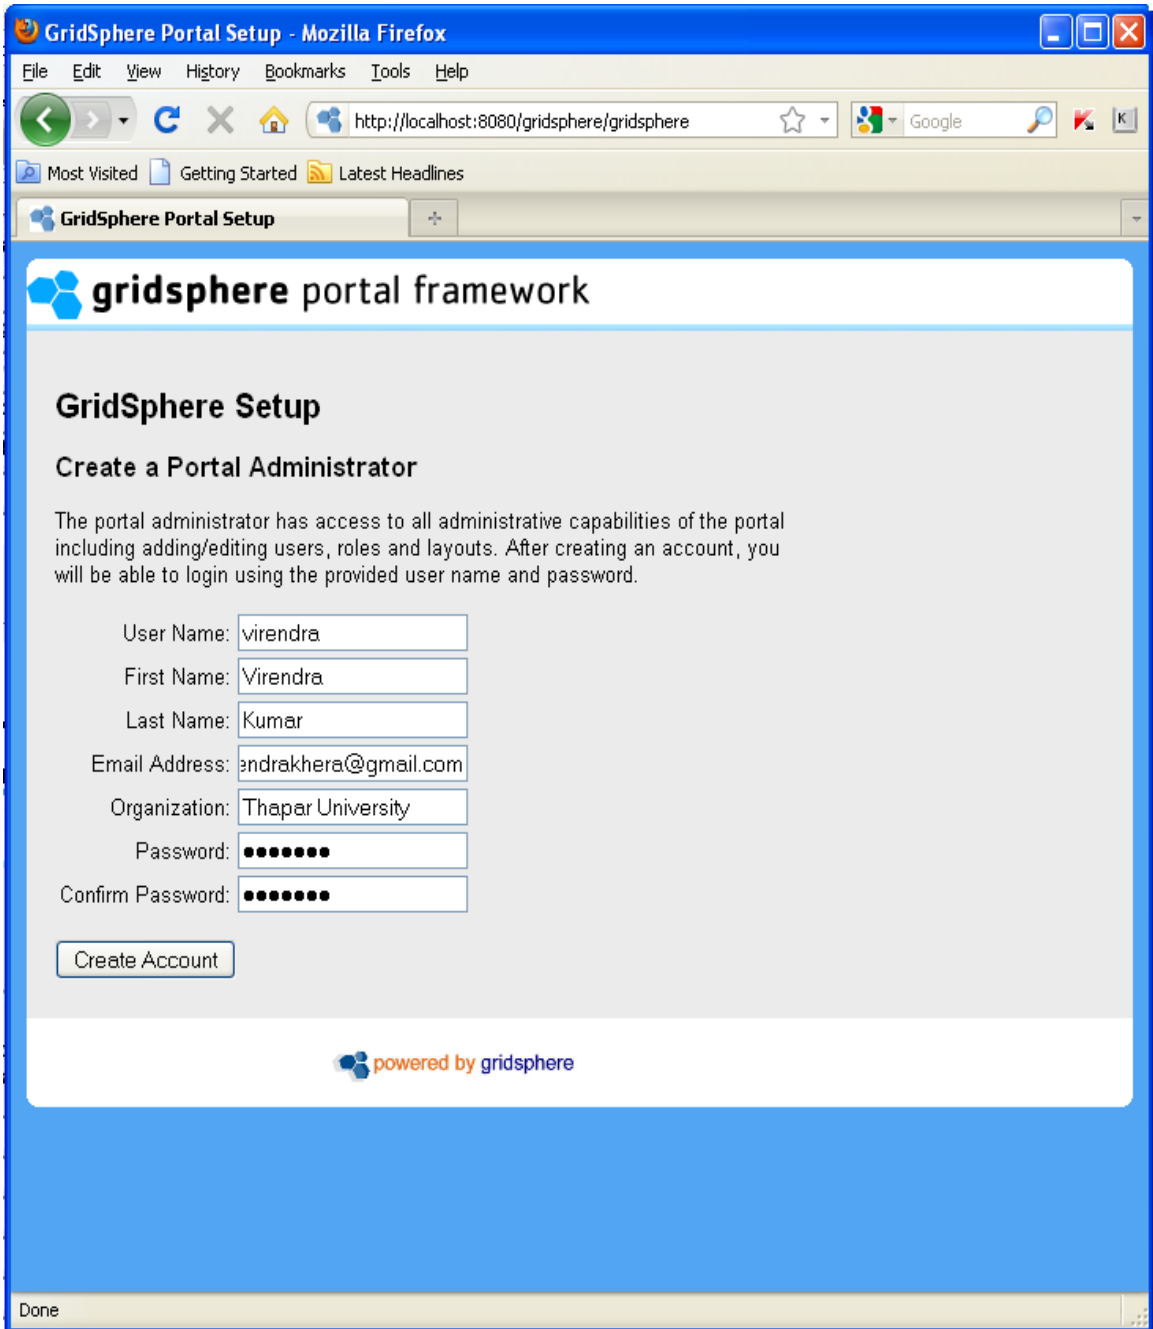 GridSphere Portal Setup - Mozilla Firefox
File Edit View History Bookmarks Tools Help
http://localhost:8080/gridsphere/gridsphere Google K
Most Visited Getting Started Latest Headlines
GridSphere Portal Setup
gridsphere portal framework
GridSphere Setup
Create a Portal Administrator
The portal administrator has access to all administrative capabilities of the portal
including adding/editing users, roles and layouts. After creating an account, you
will be able to login using the provided user name and password.
User Name: virendra
First Name: Virendra
Last Name: Kumar
Email Address: endrakhera@gmail.com
Organization: Thapar University
Password: •••••••
Confirm Password: •••••••
Create Account
powered by gridsphere
Done